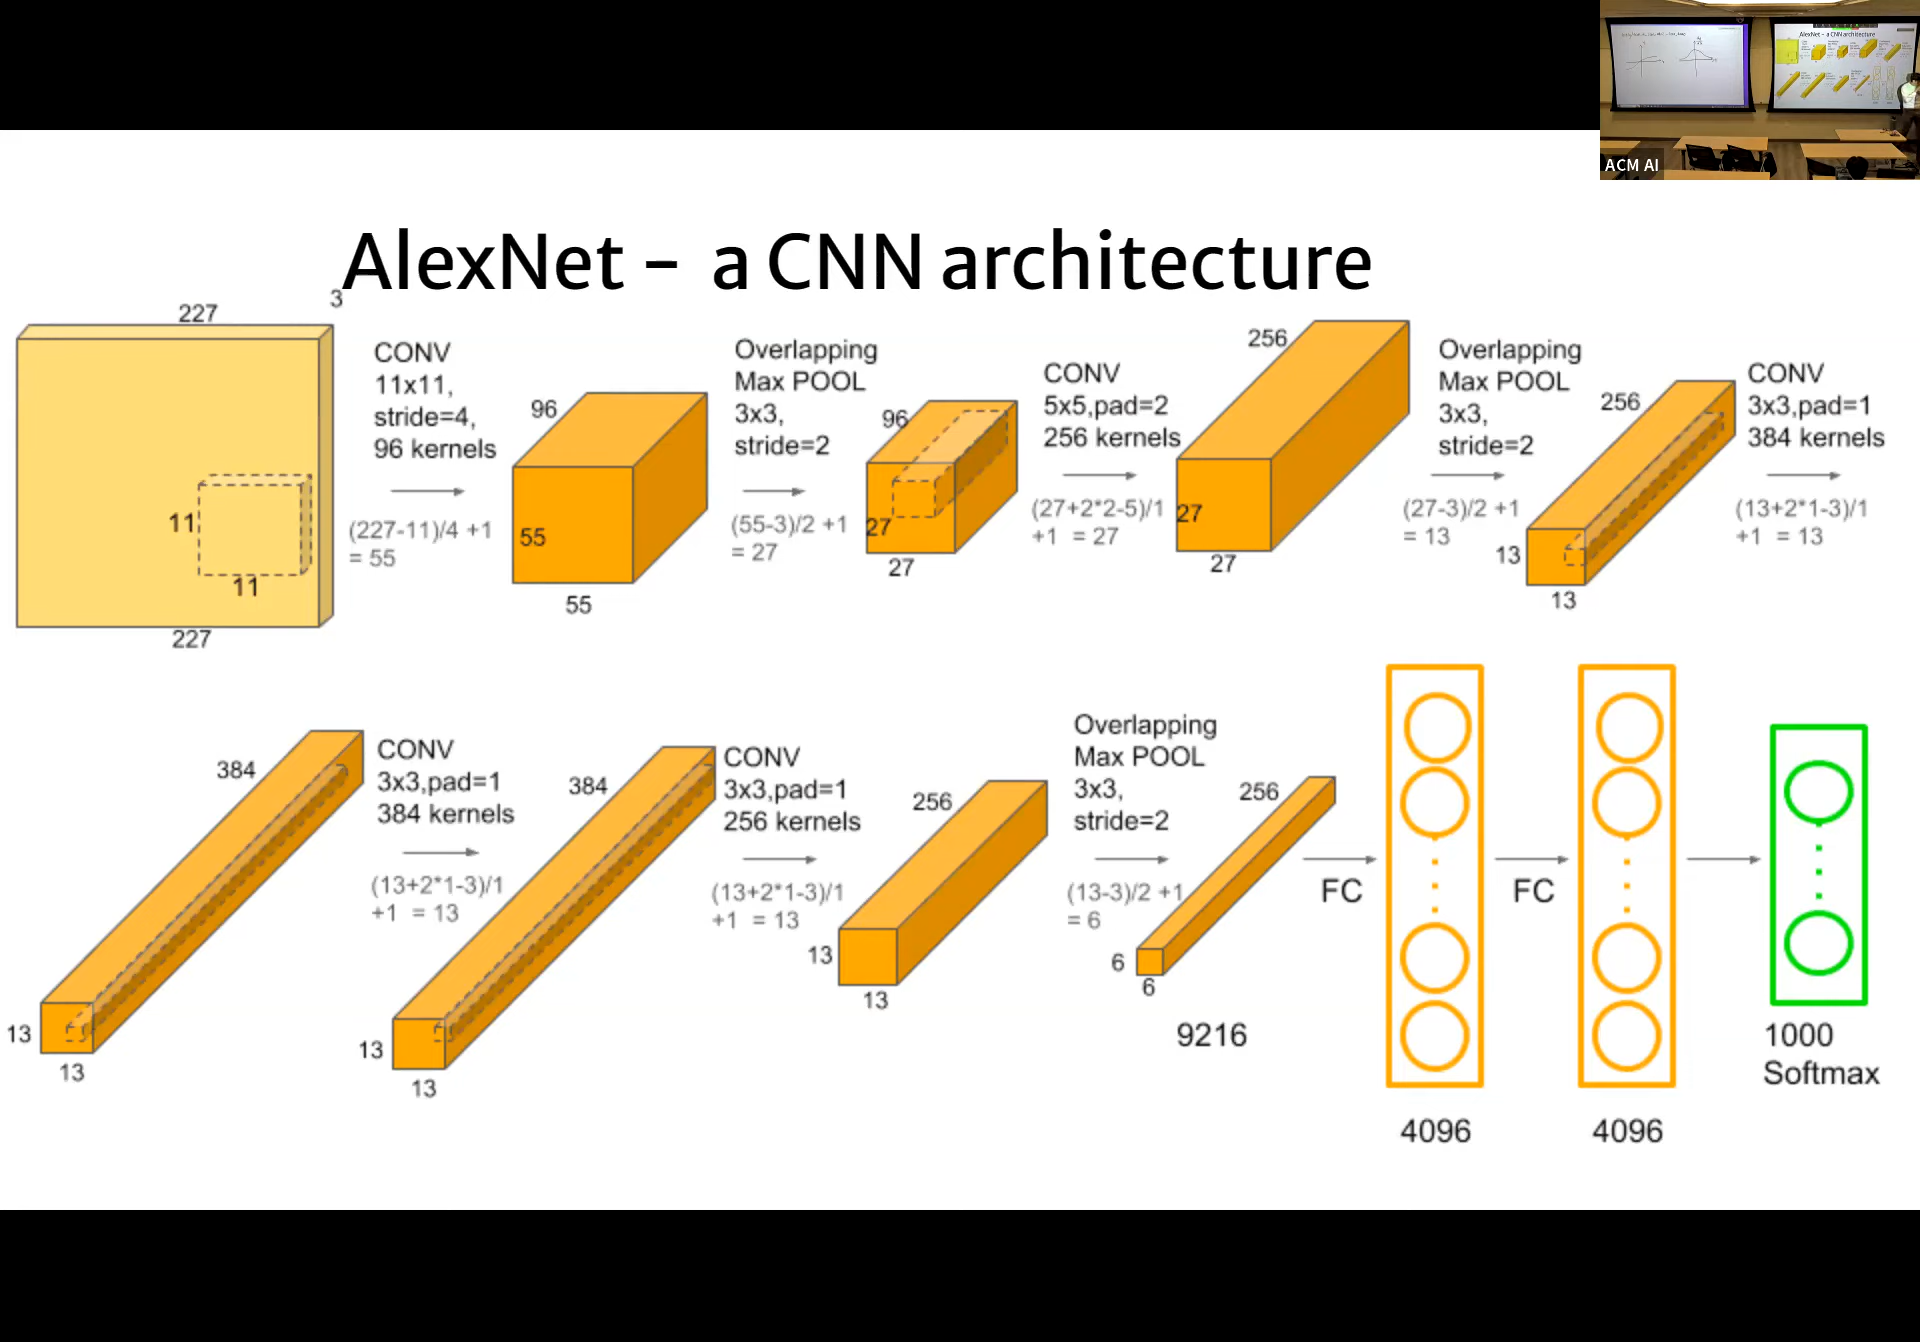 ACM AI
AlexNet - a CNN architecture
227
3
11
11
227
CONV
11x11,
stride=4,
96 kernels
(227-11)/4 +1
= 55
96
55
55
Overlapping
Max POOL
3x3,
stride=2
(55-3)/2 +1
= 27
96
27
27
CONV
5x5,pad=2
256 kernels
(27+2*2-5)/1
+1 = 27
256
27
27
Overlapping
Max POOL
3x3,
stride=2
(27-3)/2 +1
= 13
256
13
13
CONV
3x3,pad=1
384 kernels
(13+2*1-3)/1
+1 = 13
384
13
13
CONV
3x3,pad=1
384 kernels
(13+2*1-3)/1
+1 = 13
384
13
13
CONV
3x3,pad=1
256 kernels
(13+2*1-3)/1
+1 = 13
256
13
13
Overlapping
Max POOL
3x3,
stride=2
(13-3)/2 +1
= 6
256
6
6
9216
FC
4096
FC
4096
1000
Softmax
AlexNet - a CNN architecture